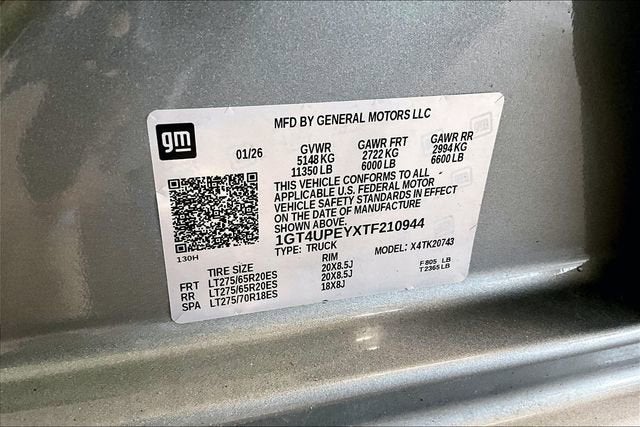 gm
MFD BY GENERAL MOTORS LLC
01/26
GVWR
5148 KG
11350 LB
GAWR FRT
2722 KG
6000 LB
GAWR RR
2994 KG
6600 LB
THIS VEHICLE CONFORMS TO ALL
APPLICABLE U.S. FEDERAL MOTOR
VEHICLE SAFETY STANDARDS IN EFFECT
ON THE DATE OF MANUFACTURE
SHOWN ABOVE.
1GT4UPEYXTF210944
TYPE: TRUCK
MODEL: X4TK20743
130H
TIRE SIZE RIM
FRT LT275/65R20ES 20X8.5J
RR LT275/65R20ES 20X8.5J
SPA LT275/70R18ES 18X8J
F 805 LB
T 2365 LB